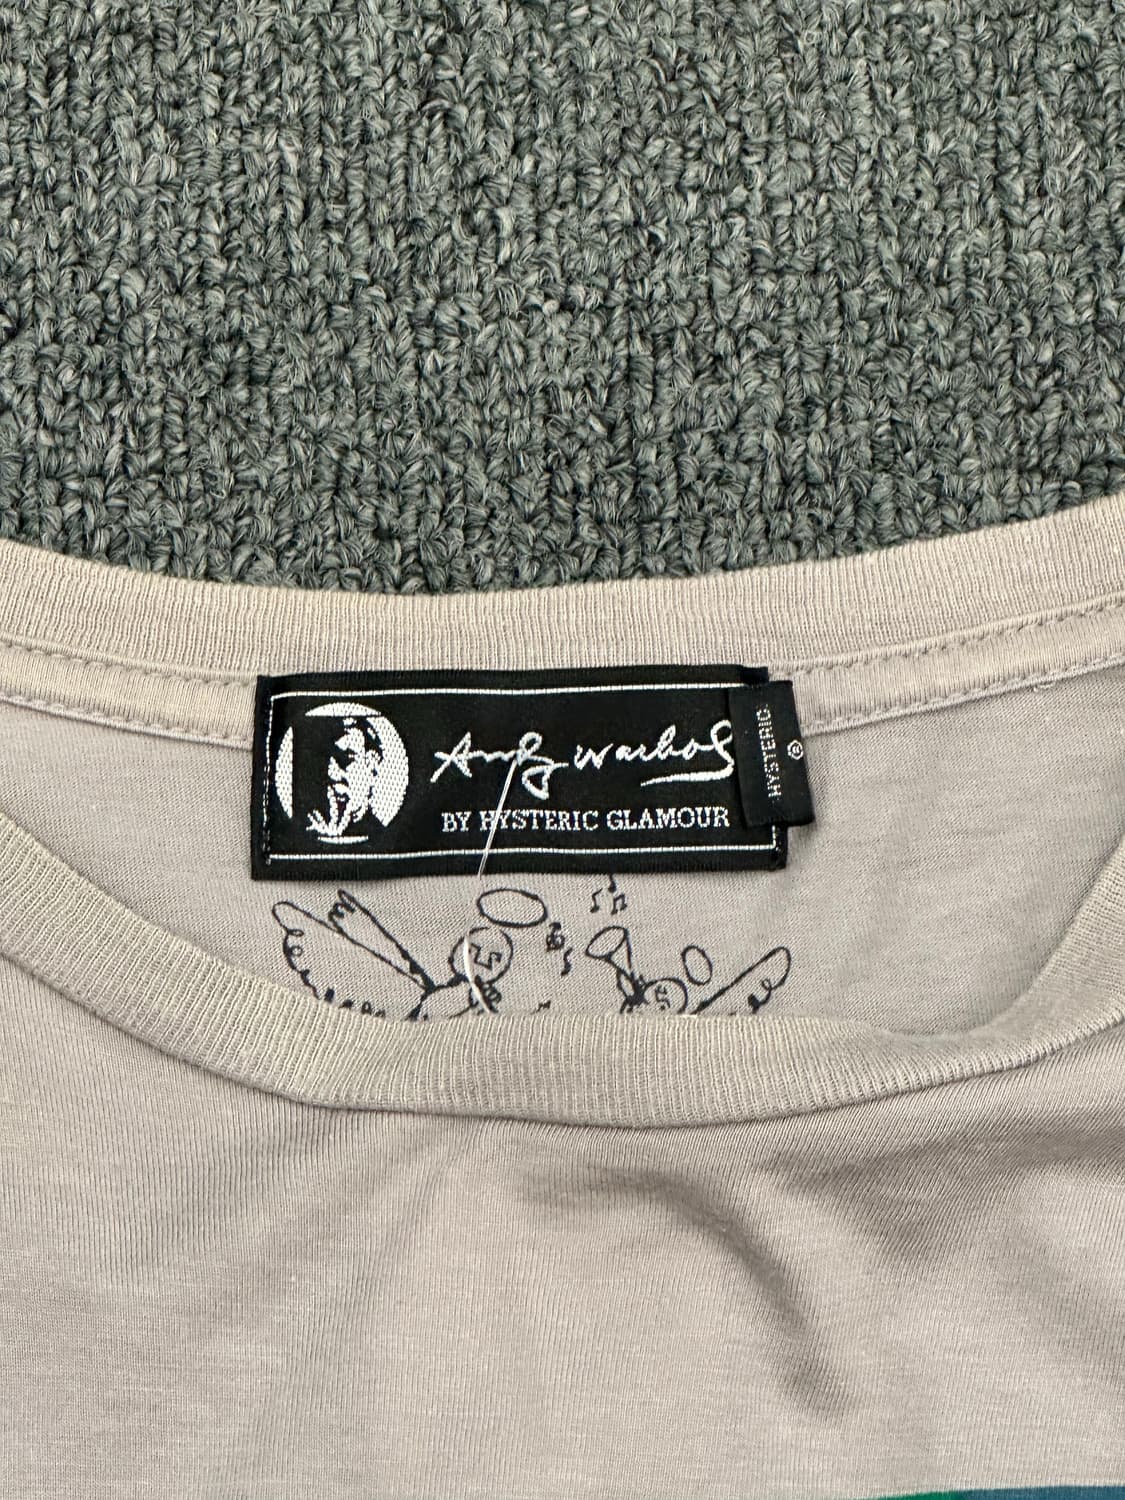 Andy Warhol
BY HYSTERIC GLAMOUR
HYSTERIC
®